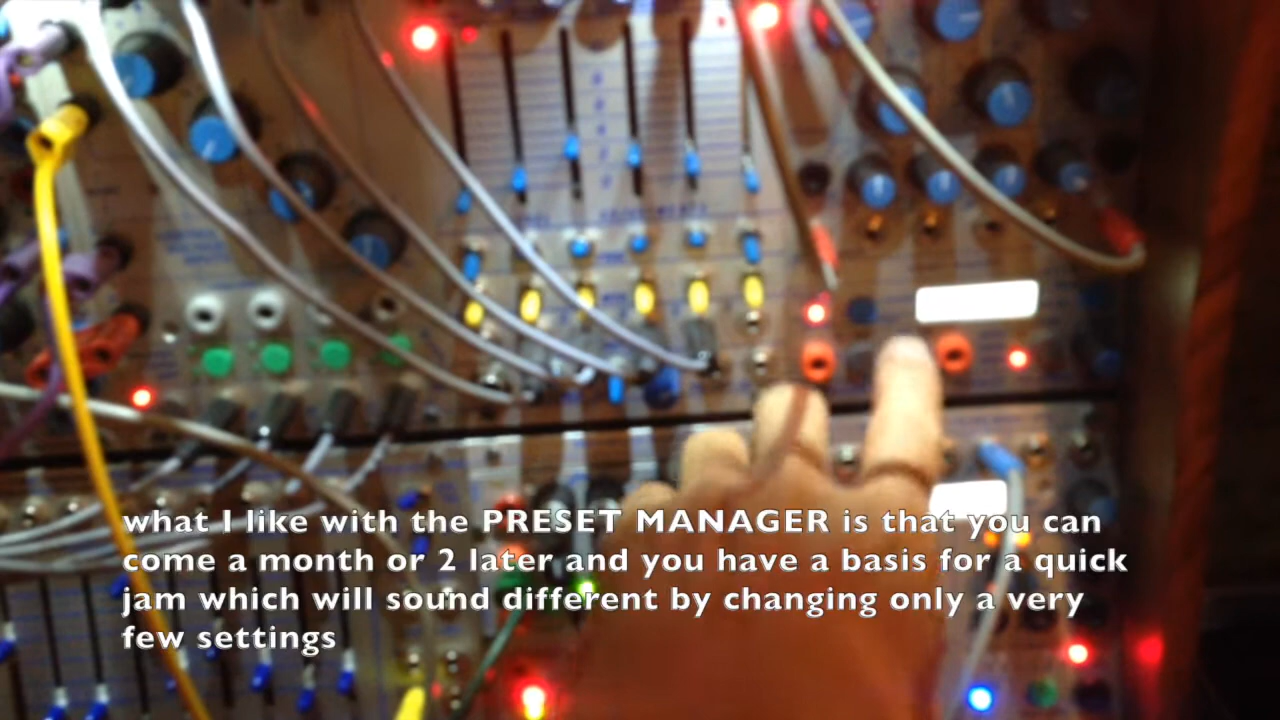 what I like with the PRESET MANAGER is that you can
come a month or 2 later and you have a basis for a quick
jam which will sound different by changing only a very
few settings